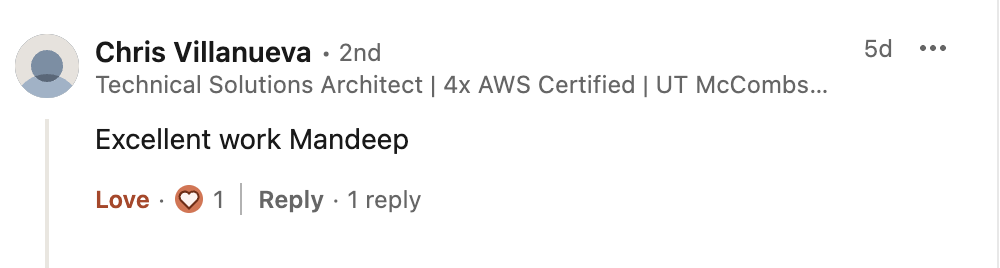 Chris Villanueva · 2nd 5d
Technical Solutions Architect | 4x AWS Certified | UT McCombs...
Excellent work Mandeep
Love · 1 | Reply · 1 reply